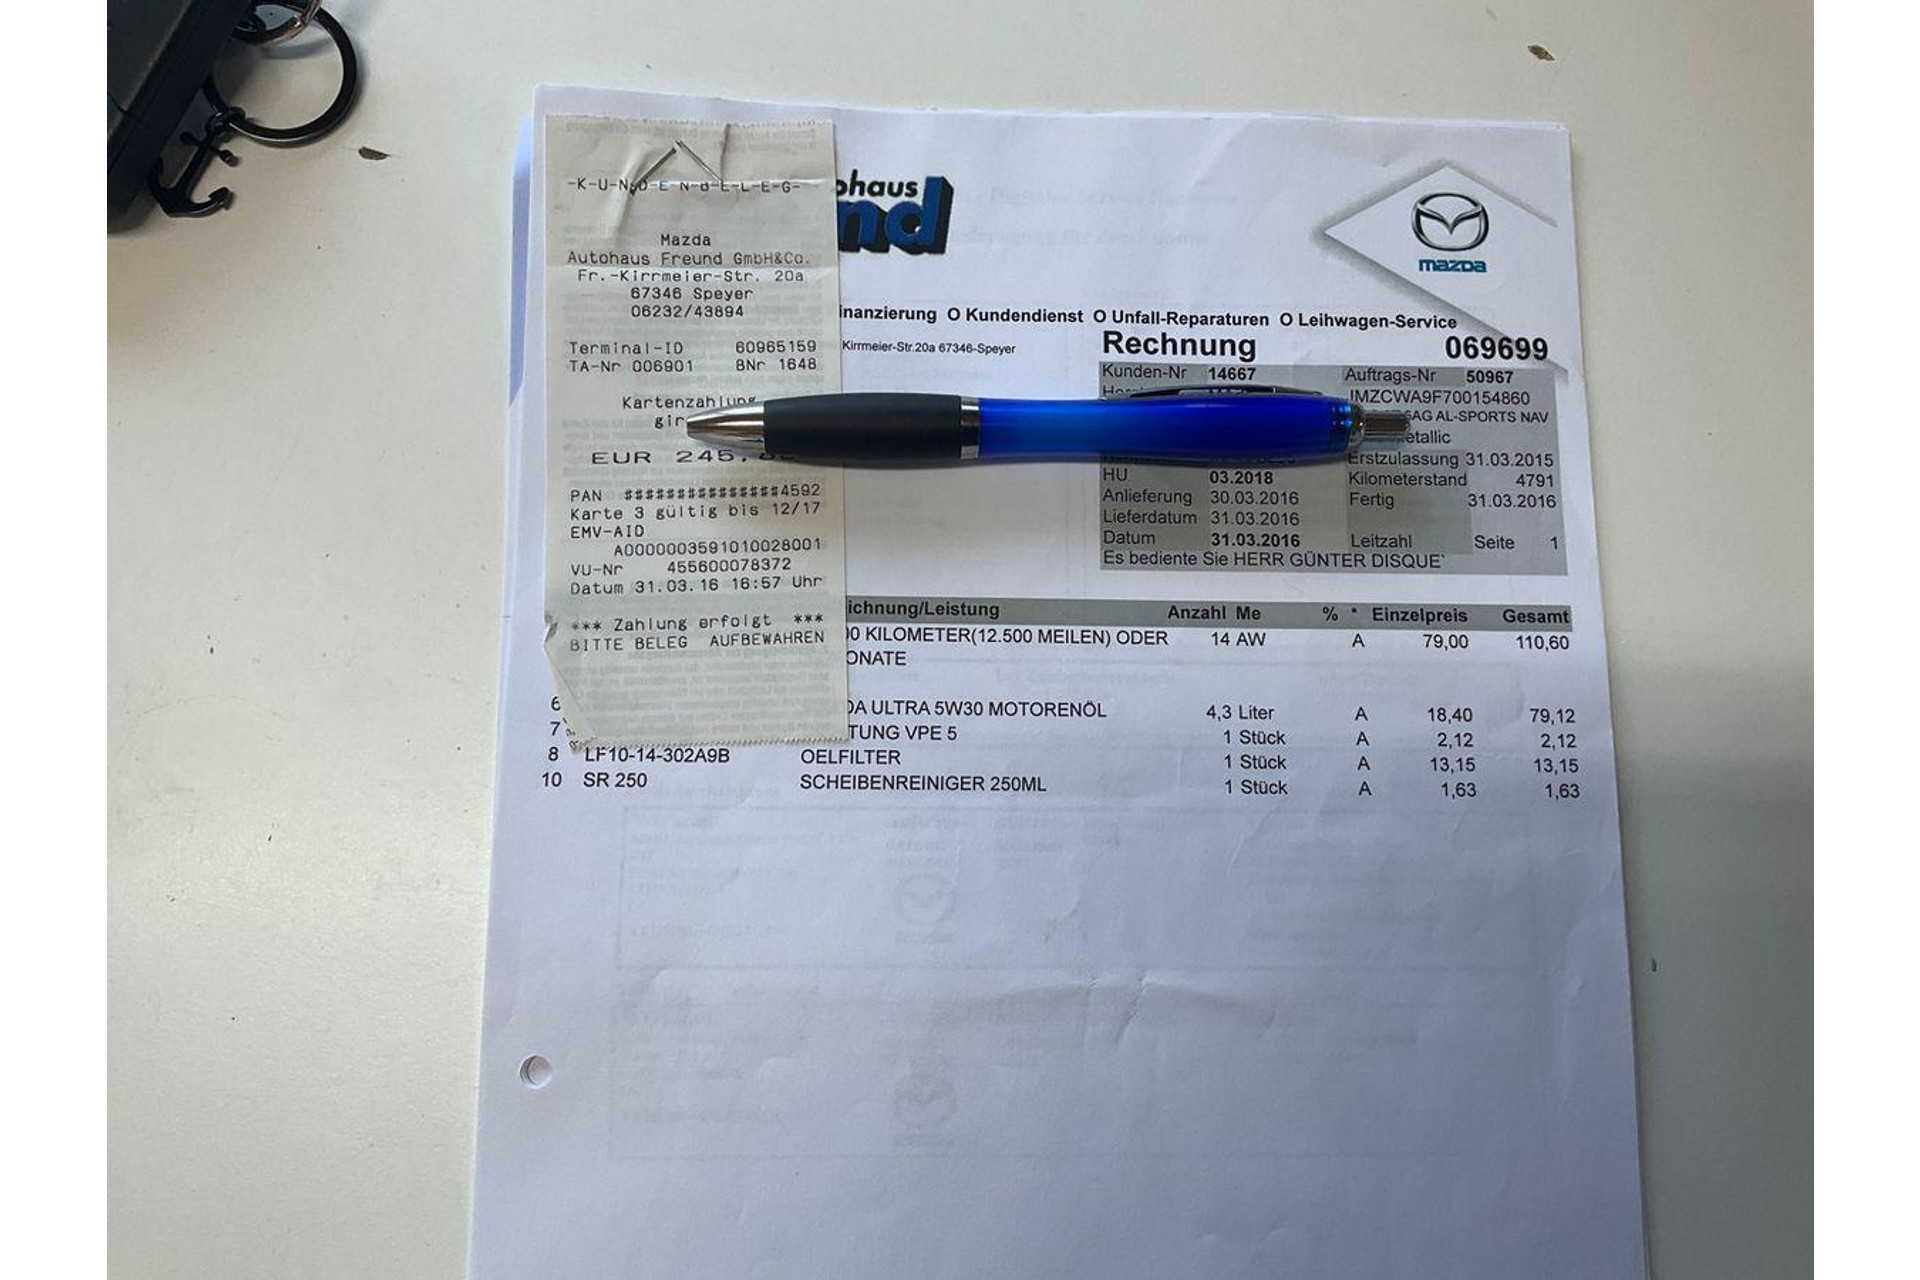 -K-U-N-D-E-N-B-E-L-E-G-
Mazda
Autohaus Freund GmbH&Co.
Fr.-Kirrmeier-Str. 20a
67346 Speyer
06232/43894
Terminal-ID 60965159
TA-Nr 006901 BNr 1648
Kartenzahlung
gir
EUR 245,
PAN ###############4592
Karte 3 gültig bis 12/17
EMV-AID
A0000003591010028001
VU-Nr 455600078372
Datum 31.03.16 16:57 Uhr
*** Zahlung erfolgt ***
BITTE BELEG AUFBEWAHREN
ohaus
nd
mazda
inanzierung O Kundendienst O Unfall-Reparaturen O Leihwagen-Service
Kirrmeier-Str.20a 67346-Speyer
Rechnung 069699
Kunden-Nr 14667 Auftrags-Nr 50967
JMZCWA9F700154860
6AG AL-SPORTS NAV
etallic
Erstzulassung 31.03.2015
HU 03.2018 Kilometerstand 4791
Anlieferung 30.03.2016 Fertig 31.03.2016
Lieferdatum 31.03.2016
Datum 31.03.2016 Leitzahl Seite 1
Es bediente Sie HERR GÜNTER DISQUE`
ichnung/Leistung Anzahl Me % * Einzelpreis Gesamt
00 KILOMETER(12.500 MEILEN) ODER 14 AW A 79,00 110,60
ONATE
6 DA ULTRA 5W30 MOTORENÖL 4,3 Liter A 18,40 79,12
7 TUNG VPE 5 1 Stück A 2,12 2,12
8 LF10-14-302A9B OELFILTER 1 Stück A 13,15 13,15
10 SR 250 SCHEIBENREINIGER 250ML 1 Stück A 1,63 1,63